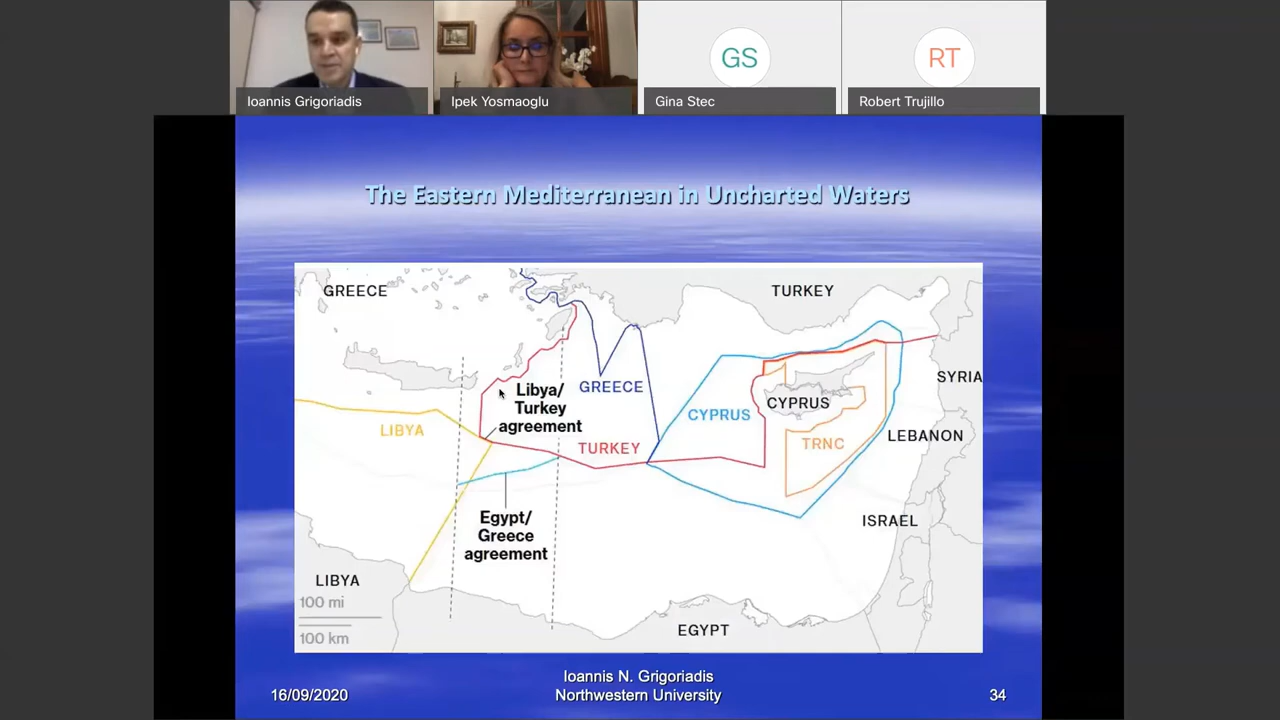 Ioannis Grigoriadis
Ipek Yosmaoglu
GS
Gina Stec
RT
Robert Trujillo
The Eastern Mediterranean in Uncharted Waters
GREECE
TURKEY
SYRIA
Libya/
Turkey
agreement
GREECE
CYPRUS
CYPRUS
LIBYA
TURKEY
TRNC
LEBANON
ISRAEL
Egypt/
Greece
agreement
LIBYA
100 mi
100 km
EGYPT
16/09/2020
Ioannis N. Grigoriadis
Northwestern University
34